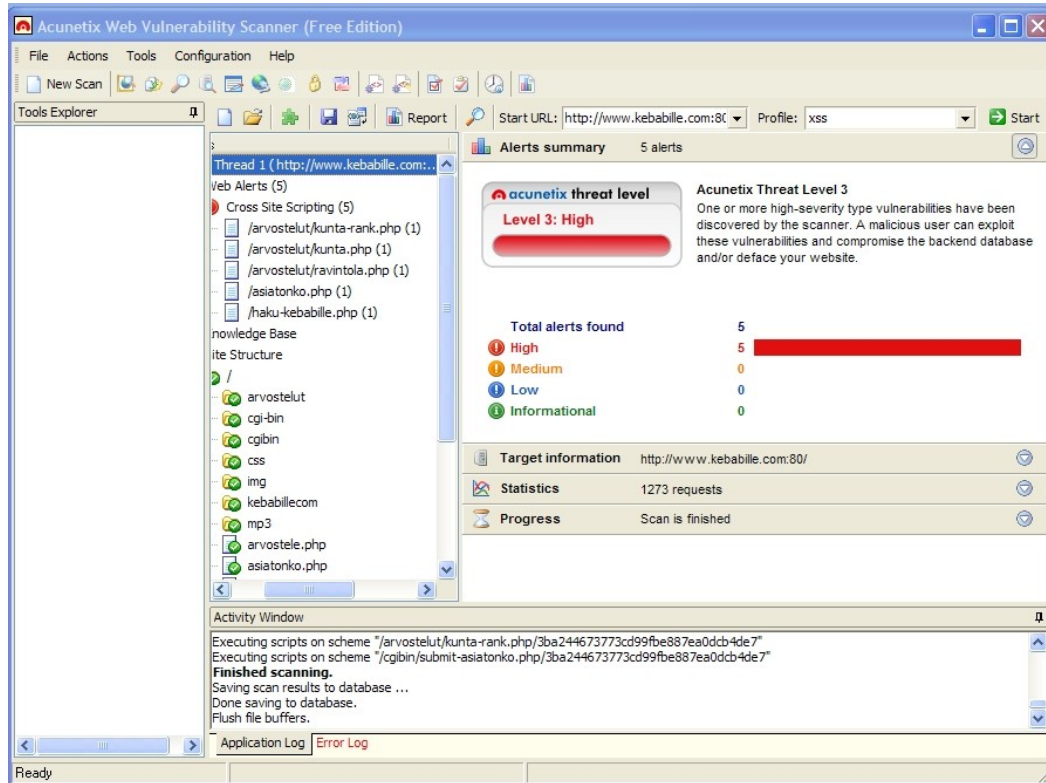 Acunetix Web Vulnerability Scanner (Free Edition)
File Actions Tools Configuration Help
New Scan
Tools Explorer
Report
Start URL: http://www.kebabille.com:8
Profile: xss
Start
Thread 1 ( http://www.kebabille.com:..
Web Alerts (5)
Cross Site Scripting (5)
/arvostelut/kunta-rank.php (1)
/arvostelut/kunta.php (1)
/arvostelut/ravintola.php (1)
/asiatonko.php (1)
/haku-kebabille.php (1)
nowledge Base
ite Structure
/
arvostelut
cgi-bin
cgibin
css
img
kebabillecom
mp3
arvostele.php
asiatonko.php
Alerts summary 5 alerts
acunetix threat level
Level 3: High
Acunetix Threat Level 3
One or more high-severity type vulnerabilities have been
discovered by the scanner. A malicious user can exploit
these vulnerabilities and compromise the backend database
and/or deface your website.
Total alerts found 5
High 5
Medium 0
Low 0
Informational 0
Target information http://www.kebabille.com:80/
Statistics 1273 requests
Progress Scan is finished
Activity Window
Executing scripts on scheme "/arvostelut/kunta-rank.php/3ba244673773cd99fbe887ea0dcb4de7"
Executing scripts on scheme "/cgibin/submit-asiatonko.php/3ba244673773cd99fbe887ea0dcb4de7"
Finished scanning.
Saving scan results to database ...
Done saving to database.
Flush file buffers.
Application Log Error Log
Ready